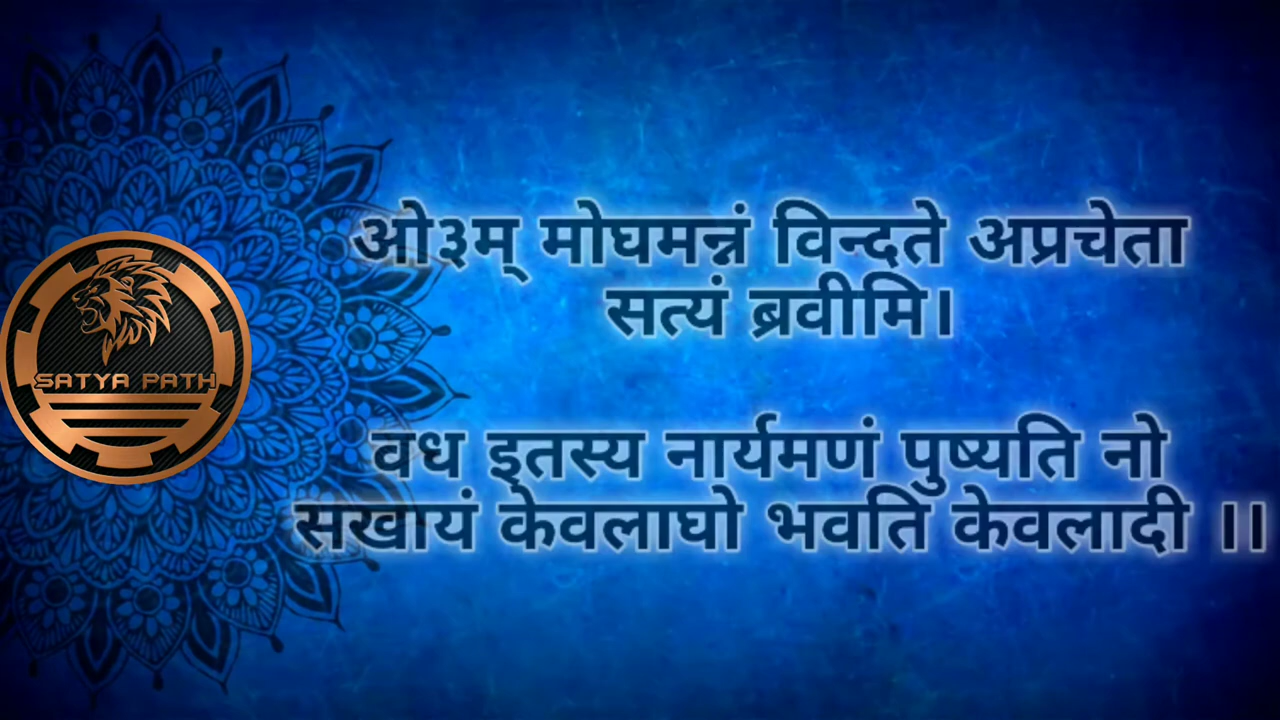 ओ३म् मोघमन्नं विन्दते अप्रचेता
सत्यं ब्रवीमि।
वध इतस्य नार्यमणं पुष्यति नो
सखायं केवलाघो भवति केवलादी ।।
SATYA PATH